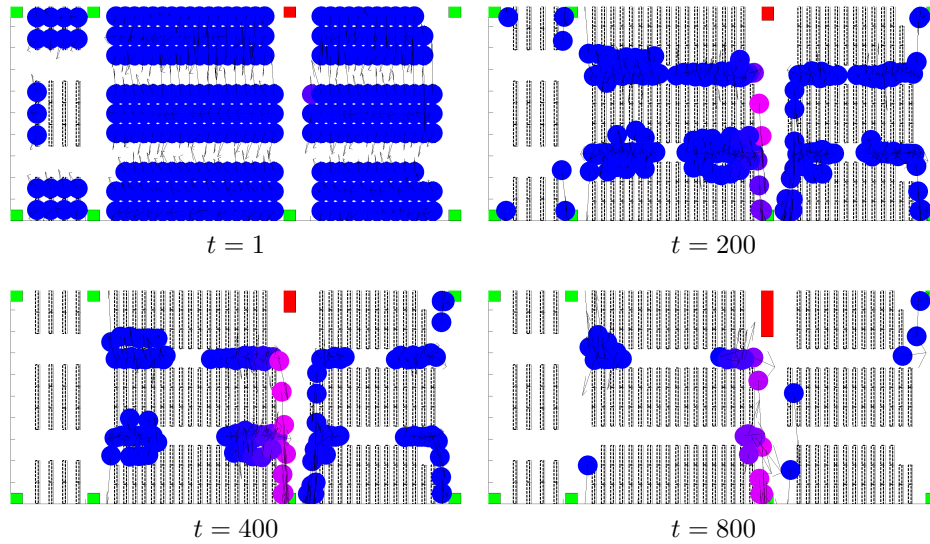 t = 1
t = 200
t = 400
t = 800